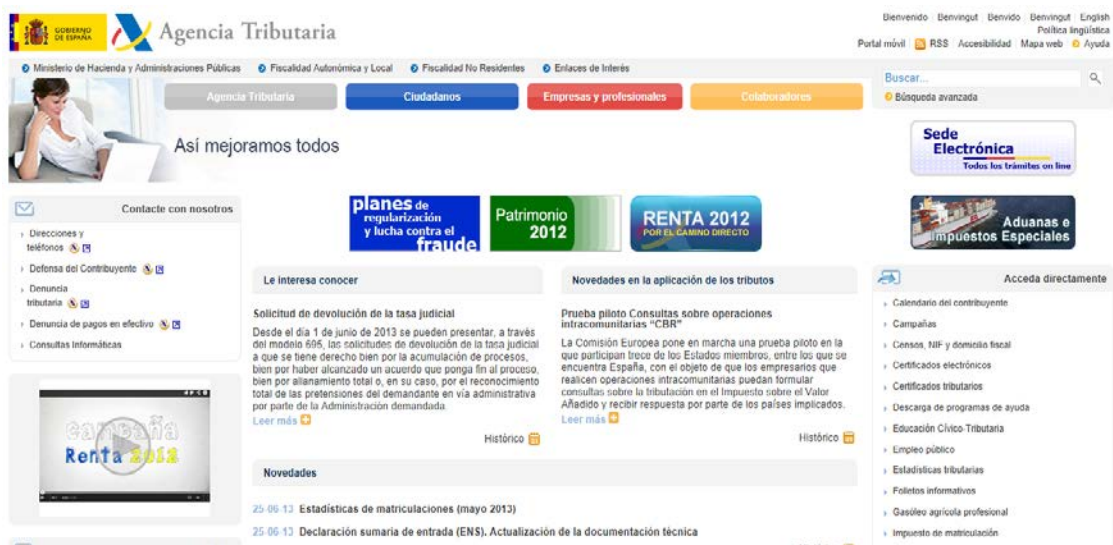 GOBIERNO
DE ESPAÑA
Agencia Tributaria
Bienvenido Benvingut Benvido Benvingut English
Política lingüística
Portal móvil RSS Accesibilidad Mapa web Ayuda
Ministerio de Hacienda y Administraciones Públicas Fiscalidad Autonómica y Local Fiscalidad No Residentes Enlaces de Interés
Buscar...
Búsqueda avanzada
Agencia Tributaria Ciudadanos Empresas y profesionales Colaboradores
Así mejoramos todos
Sede
Electrónica
Todos los trámites on line
Contacte con nosotros
Direcciones y
teléfonos
Defensa del Contribuyente
Denuncia
tributaria
Denuncia de pagos en efectivo
Consultas Informáticas
planes de
regularización
y lucha contra el
fraude
Patrimonio
2012
RENTA 2012
POR EL CAMINO DIRECTO
Aduanas e
Impuestos Especiales
Le interesa conocer
Solicitud de devolución de la tasa judicial
Desde el día 1 de junio de 2013 se pueden presentar, a través
del modelo 695, las solicitudes de devolución de la tasa judicial
a que se tiene derecho bien por la acumulación de procesos,
bien por haber alcanzado un acuerdo que ponga fin al proceso,
bien por allanamiento total o, en su caso, por el reconocimiento
total de las pretensiones del demandante en vía administrativa
por parte de la Administración demandada
Leer más
Histórico
Novedades en la aplicación de los tributos
Prueba piloto Consultas sobre operaciones
intracomunitarias "CBR"
La Comisión Europea pone en marcha una prueba piloto en la
que participan trece de los Estados miembros, entre los que se
encuentra España, con el objeto de que los empresarios que
realicen operaciones intracomunitarias puedan formular
consultas sobre la tributación en el Impuesto sobre el Valor
Añadido y recibir respuesta por parte de los países implicados.
Leer más
Histórico
Acceda directamente
Calendario del contribuyente
Campañas
Censos, NIF y domicilio fiscal
Certificados electrónicos
Certificados tributarios
Descarga de programas de ayuda
Educación Cívico-Tributaria
Empleo público
Estadísticas tributarias
Folletos informativos
Gasóleo agrícola profesional
Impuesto de matriculación
campaña
Renta 2012
Novedades
25-06-13 Estadísticas de matriculaciones (mayo 2013)
25-06-13 Declaración sumaria de entrada (ENS). Actualización de la documentación técnica